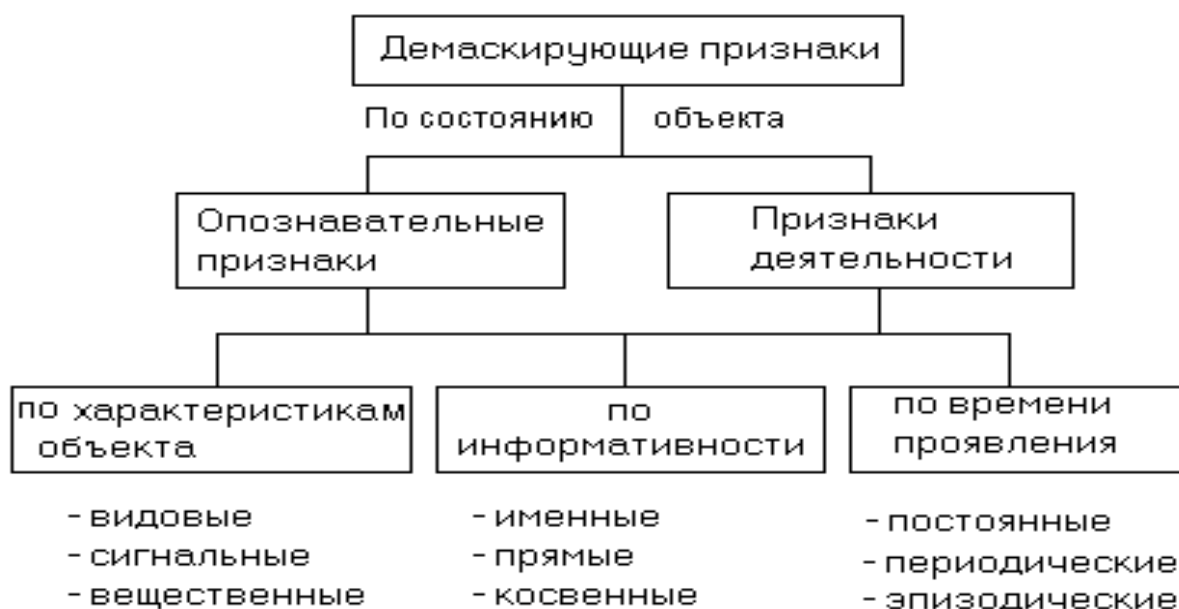 Демаскирующие признаки
По состоянию объекта
Опознавательные
признаки
Признаки
деятельности
по характеристикам
объекта
по
информативности
по времени
проявления
- видовые
- сигнальные
- вещественные
- именные
- прямые
- косвенные
- постоянные
- периодические
- эпизодические